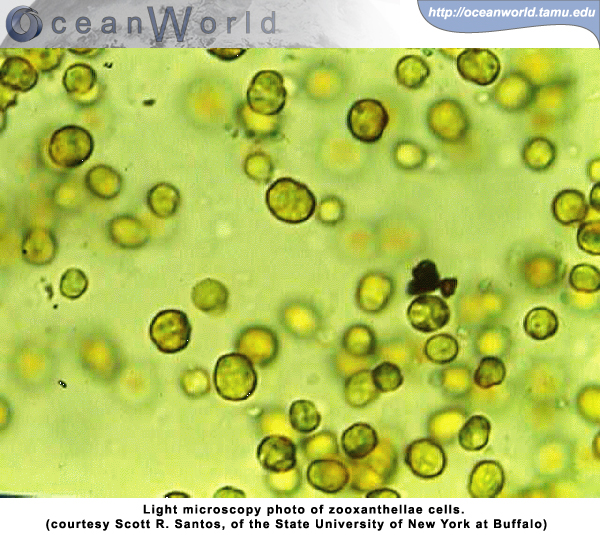 OceanWorld
http://oceanworld.tamu.edu
Light microscopy photo of zooxanthellae cells.
(courtesy Scott R. Santos, of the State University of New York at Buffalo)